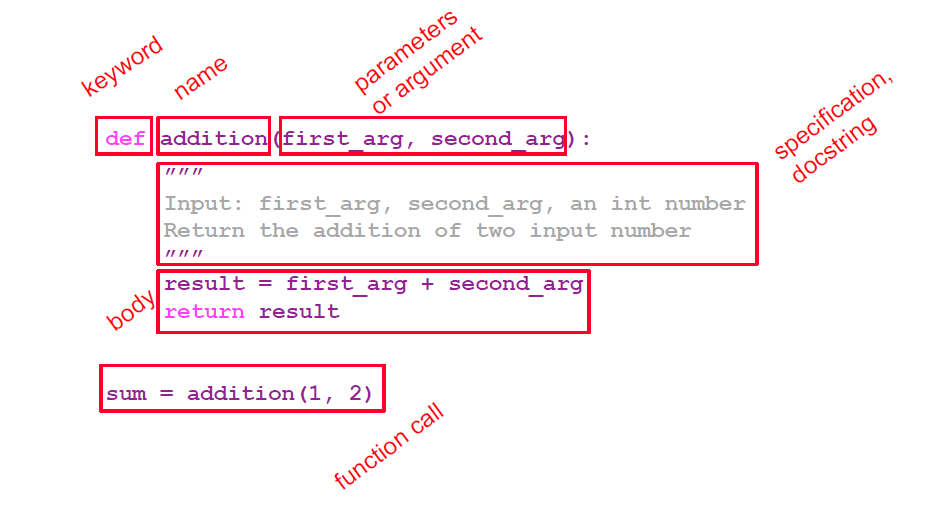 keyword
name
parameters
or argument
specification,
docstring
def addition(first_arg, second_arg):
"""
Input: first_arg, second_arg, an int number
Return the addition of two input number
"""
body
result = first_arg + second_arg
return result
sum = addition(1, 2)
function call